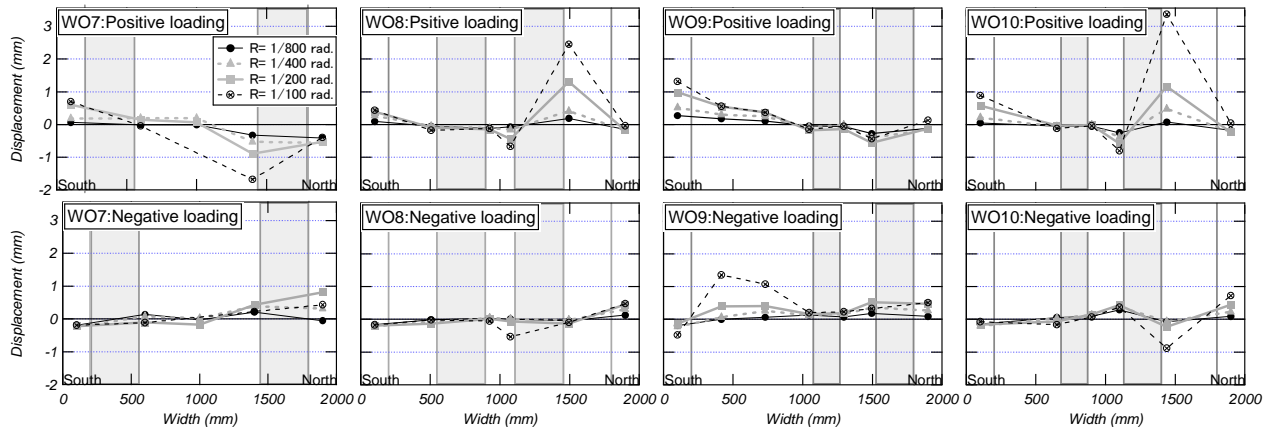 WO7:Positive loading
WO8:Psitive loading
WO9:Positive loading
WO10:Positive loading
R= 1/800 rad.
R= 1/400 rad.
R= 1/200 rad.
R= 1/100 rad.
Displacement (mm)
3
2
1
0
-1
-2
South
North
South
North
South
North
South
North
WO7:Negative loading
WO8:Negative loading
WO9:Negative loading
WO10:Negative loading
Displacement (mm)
3
2
1
0
-1
-2
South
North
South
North
South
North
South
North
0 500 1000 1500 2000
0 500 1000 1500 2000
0 500 1000 1500 2000
0 500 1000 1500 2000
Width (mm)
Width (mm)
Width (mm)
Width (mm)